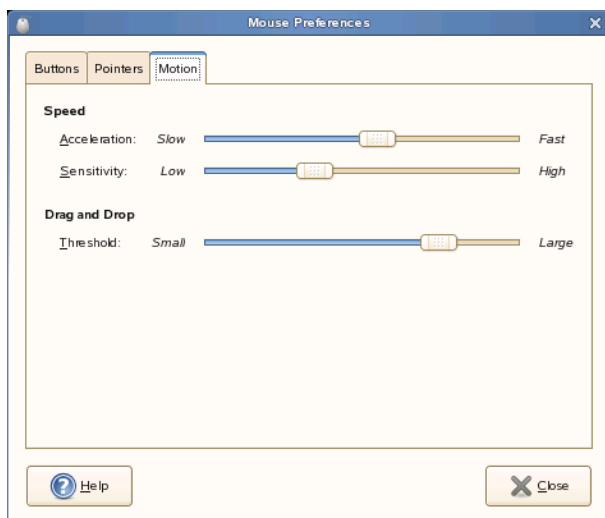 Mouse Preferences
Buttons Pointers Motion
Speed
Acceleration: Slow Fast
Sensitivity: Low High
Drag and Drop
Threshold: Small Large
Help Close